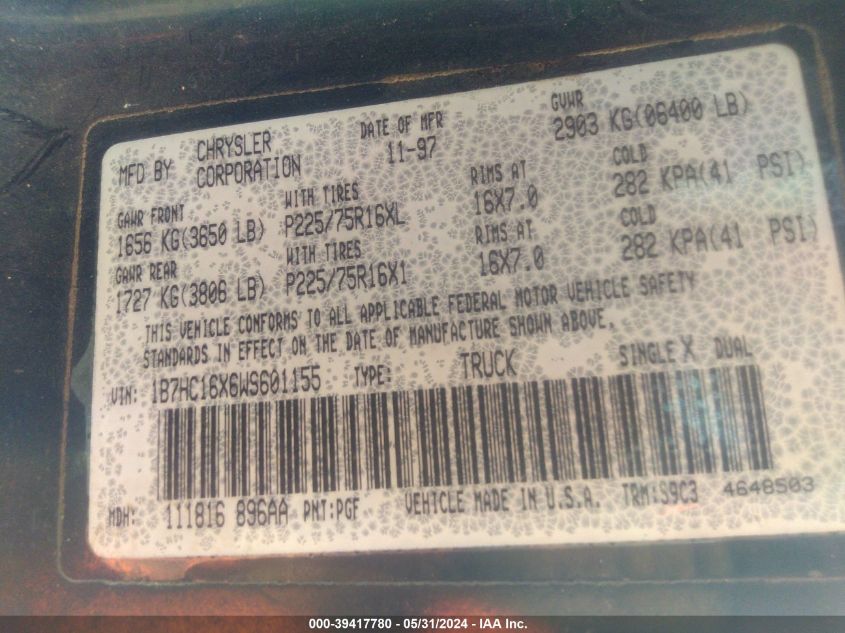 MFD BY CHRYSLER CORPORATION DATE OF MFR 11-97 GVWR 2903 KG(06400 LB)
GAWR FRONT WITH TIRES RIMS AT COLD
1656 KG(3650 LB) P225/75R16XL 16X7.0 282 KPA(41 PSI)
GAWR REAR WITH TIRES RIMS AT COLD
1727 KG(3806 LB) P225/75R16X1 16X7.0 282 KPA(41 PSI)
THIS VEHICLE CONFORMS TO ALL APPLICABLE FEDERAL MOTOR VEHICLE SAFETY
STANDARDS IN EFFECT ON THE DATE OF MANUFACTURE SHOWN ABOVE.
VIN: 1B7HC16X6WS601155 TYPE: TRUCK SINGLE X DUAL
MDH: 111816 896AA PNT:PGF VEHICLE MADE IN U.S.A. TRM:S9C3 4648503
000-39417780 - 05/31/2024 - IAA Inc.